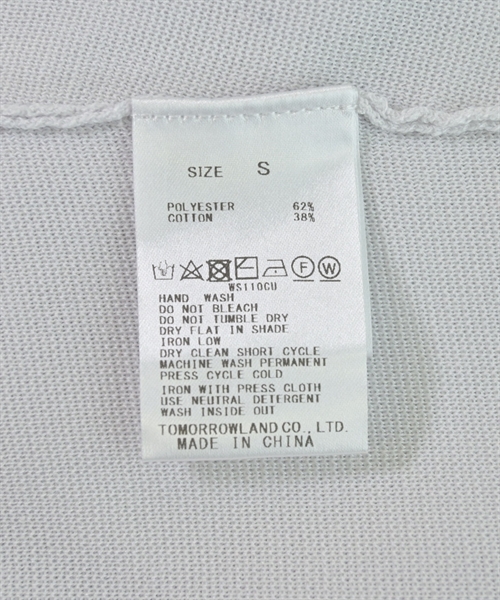 SIZE S
POLYESTER 62%
COTTON 38%
F W
WS110CU
HAND WASH
DO NOT BLEACH
DO NOT TUMBLE DRY
DRY FLAT IN SHADE
IRON LOW
DRY CLEAN SHORT CYCLE
MACHINE WASH PERMANENT
PRESS CYCLE COLD
IRON WITH PRESS CLOTH
USE NEUTRAL DETERGENT
WASH INSIDE OUT
TOMORROWLAND CO., LTD.
MADE IN CHINA